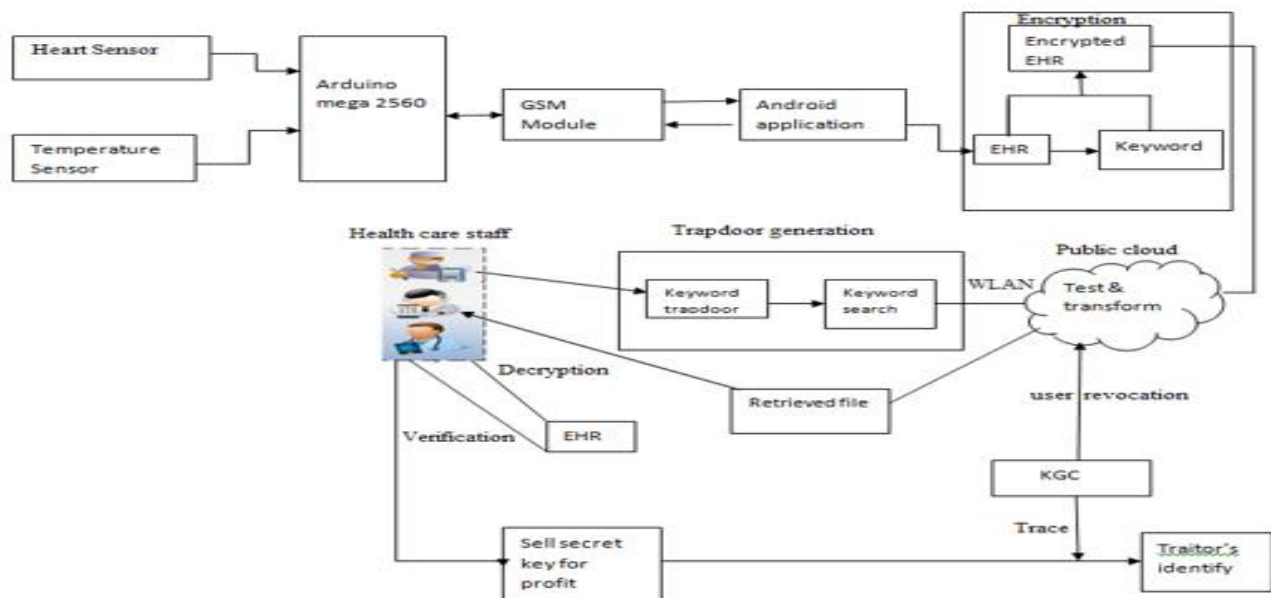 Encryption
Heart Sensor
Encrypted
EHR
Arduino
mega 2560
GSM
Module
Android
application
Temperature
Sensor
EHR
Keyword
Health care staff
Trapdoor generation
Public cloud
WLAN
Keyword
traodoor
Keyword
search
Test &
transform
Decryption
Retrieved file
user revocation
Verification
EHR
KGC
Trace
Sell secret
key for
profit
Traitor's
identify